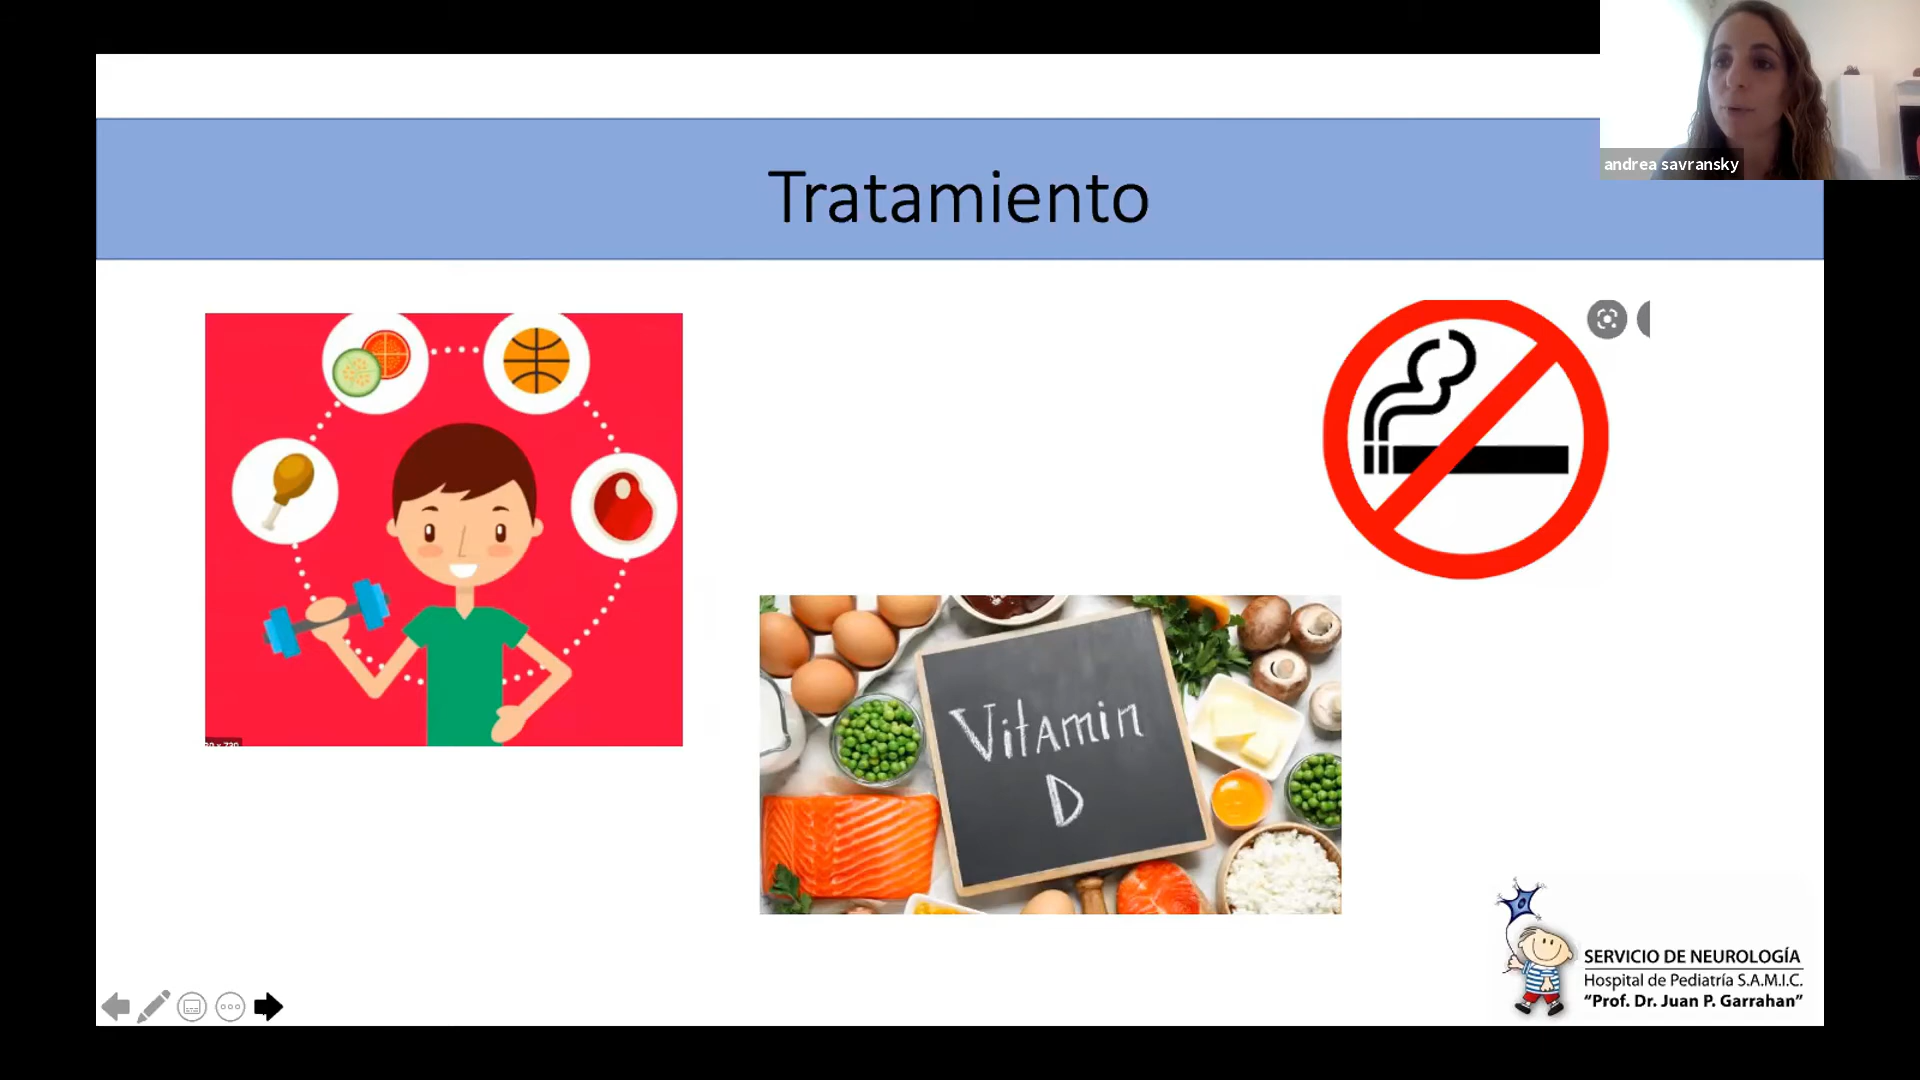 andrea savransky
Tratamiento
Vitamin
D
SERVICIO DE NEUROLOGÍA
Hospital de Pediatría S.A.M.I.C.
“Prof. Dr. Juan P. Garrahan”